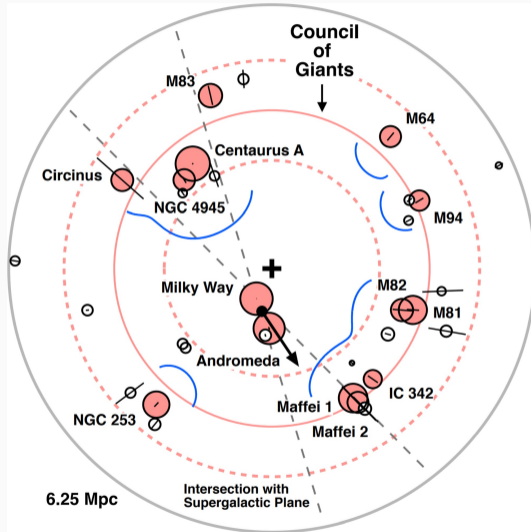 Council
of
Giants
M83
M64
Centaurus A
Circinus
M94
NGC 4945
Milky Way
M82
M81
Andromeda
IC 342
Maffei 1
NGC 253
Maffei 2
6.25 Mpc
Intersection with
Supergalactic Plane